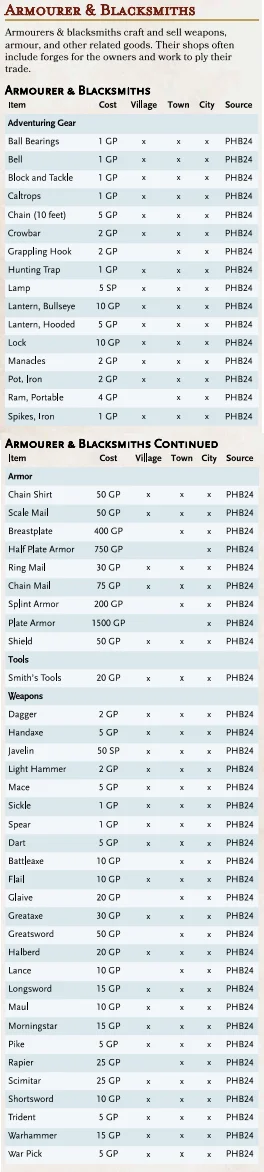 Armourer & Blacksmiths
Armourers & blacksmiths craft and sell weapons,
armour, and other related goods. Their shops often
include forges for the owners and work to ply their
trade.
Armourer & Blacksmiths
Item Cost Village Town City Source
Adventuring Gear
Ball Bearings 1 GP x x x PHB24
Bell 1 GP x x x PHB24
Block and Tackle 1 GP x x x PHB24
Caltrops 1 GP x x x PHB24
Chain (10 feet) 5 GP x x x PHB24
Crowbar 2 GP x x x PHB24
Grappling Hook 2 GP x x PHB24
Hunting Trap 1 GP x x x PHB24
Lamp 5 SP x x x PHB24
Lantern, Bullseye 10 GP x x x PHB24
Lantern, Hooded 5 GP x x x PHB24
Lock 10 GP x x x PHB24
Manacles 2 GP x x x PHB24
Pot, Iron 2 GP x x x PHB24
Ram, Portable 4 GP x x PHB24
Spikes, Iron 1 GP x x x PHB24
Armourer & Blacksmiths Continued
Item Cost Village Town City Source
Armor
Chain Shirt 50 GP x x x PHB24
Scale Mail 50 GP x x x PHB24
Breastplate 400 GP x x PHB24
Half Plate Armor 750 GP x PHB24
Ring Mail 30 GP x x x PHB24
Chain Mail 75 GP x x x PHB24
Splint Armor 200 GP x x PHB24
Plate Armor 1500 GP x PHB24
Shield 50 GP x x x PHB24
Tools
Smith's Tools 20 GP x x x PHB24
Weapons
Dagger 2 GP x x x PHB24
Handaxe 5 GP x x x PHB24
Javelin 50 SP x x x PHB24
Light Hammer 2 GP x x x PHB24
Mace 5 GP x x x PHB24
Sickle 1 GP x x x PHB24
Spear 1 GP x x x PHB24
Dart 5 GP x x x PHB24
Battleaxe 10 GP x x PHB24
Flail 10 GP x x x PHB24
Glaive 20 GP x x PHB24
Greataxe 30 GP x x x PHB24
Greatsword 50 GP x x PHB24
Halberd 20 GP x x x PHB24
Lance 10 GP x x PHB24
Longsword 15 GP x x x PHB24
Maul 10 GP x x x PHB24
Morningstar 15 GP x x x PHB24
Pike 5 GP x x x PHB24
Rapier 25 GP x x PHB24
Scimitar 25 GP x x x PHB24
Shortsword 10 GP x x x PHB24
Trident 5 GP x x x PHB24
Warhammer 15 GP x x x PHB24
War Pick 5 GP x x x PHB24